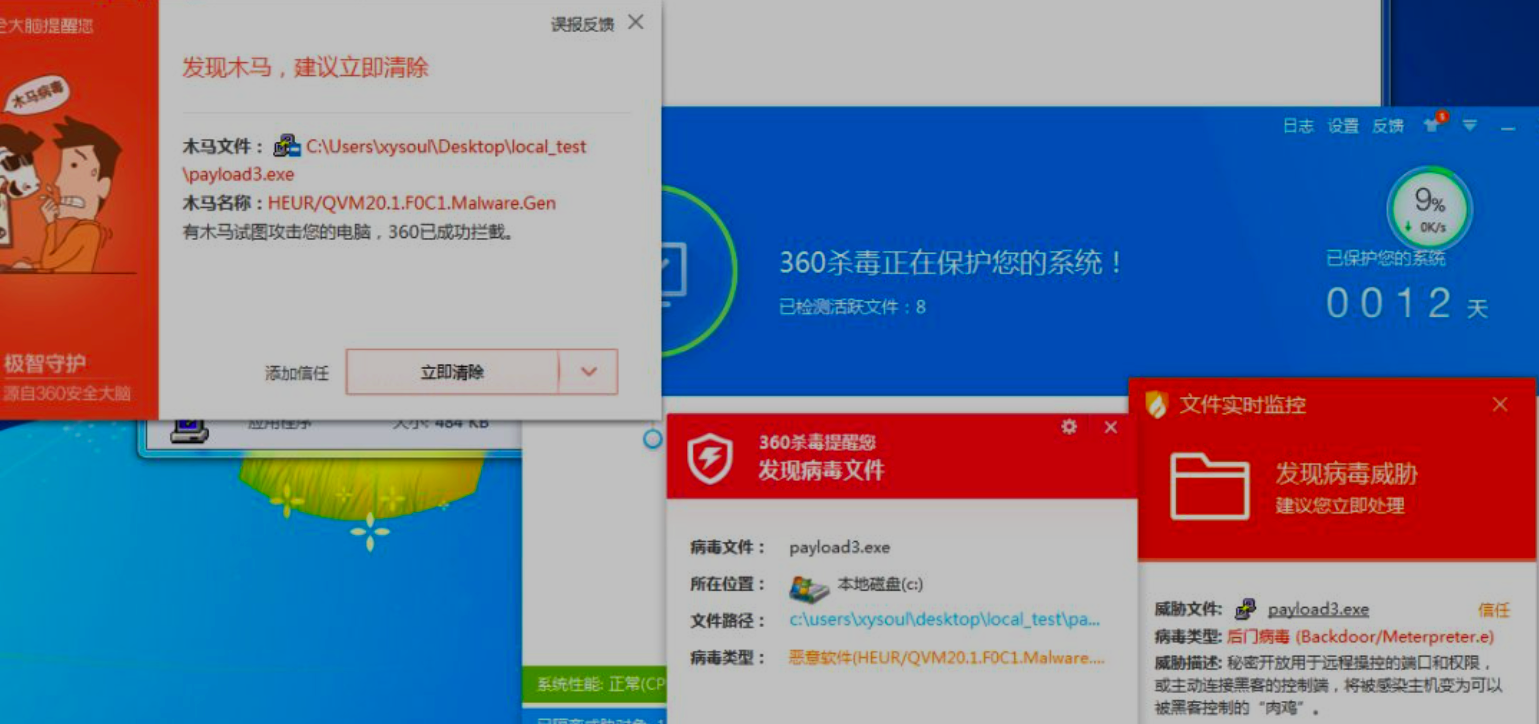 全大脑提醒您
木马病毒
极智守护
源自360安全大脑
误报反馈
发现木马，建议立即清除
木马文件： C:\Users\xysoul\Desktop\local_test
\payload3.exe
木马名称：HEUR/QVM20.1.F0C1.Malware.Gen
有木马试图攻击您的电脑，360已成功拦截。
添加信任
立即清除
日志 设置 反馈
9%
0K/s
360杀毒正在保护您的系统！
已检测活跃文件：8
已保护您的系统
0012 天
应用程序 大小: 484 KB
360杀毒提醒您
发现病毒文件
病毒文件： payload3.exe
所在位置： 本地磁盘(c:)
文件路径： c:\users\xysoul\desktop\local_test\pa...
病毒类型： 恶意软件(HEUR/QVM20.1.F0C1.Malware....
系统性能: 正常(CP
文件实时监控
发现病毒威胁
建议您立即处理
威胁文件: payload3.exe 信任
病毒类型: 后门病毒 (Backdoor/Meterpreter.e)
威胁描述: 秘密开放用于远程操控的端口和权限，
或主动连接黑客的控制端，将被感染主机变为可以
被黑客控制的“肉鸡”。